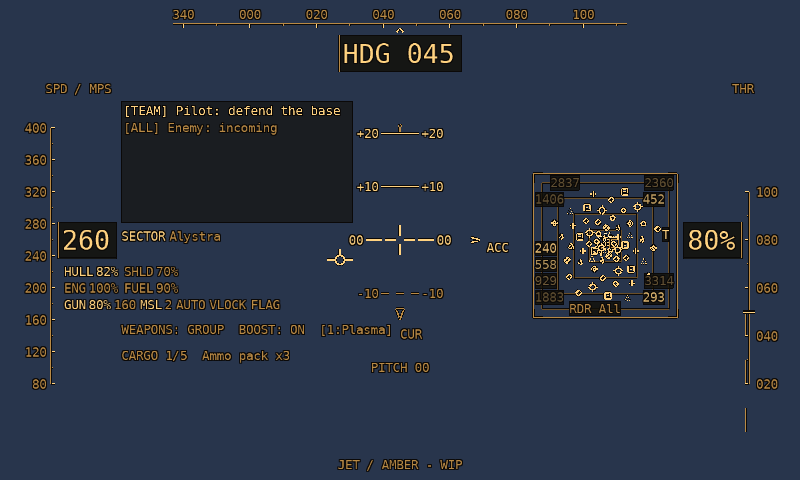 340 000 020 040 060 080 100
HDG 045
SPD / MPS
THR
[TEAM] Pilot: defend the base
[ALL] Enemy: incoming
400
360
320
280
240
200
160
120
80
260
+20 +20
+10 +10
00 00
-10 -10
ACC
CUR
PITCH 00
SECTOR Alystra
HULL 82% SHLD 70%
ENG 100% FUEL 90%
GUN 80% 160 MSL 2 AUTO VLOCK FLAG
WEAPONS: GROUP BOOST: ON [1:Plasma]
CARGO 1/5 Ammo pack x3
2837 2360
1406 452
T
240
558
929 3314
1883 293
RDR All
80%
100
080
060
040
020
JET / AMBER - WIP